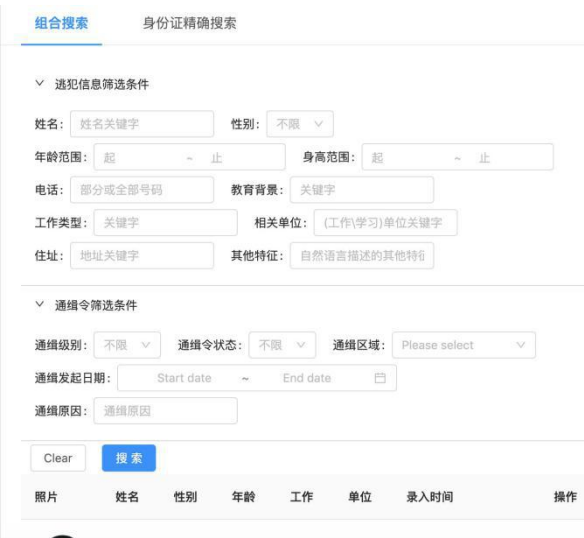 组合搜索 身份证精确搜索
逃犯信息筛选条件
姓名： 姓名关键字 性别： 不限
年龄范围： 起 ~ 止 身高范围： 起 ~ 止
电话： 部分或全部号码 教育背景： 关键字
工作类型： 关键字 相关单位： (工作\学习)单位关键字
住址： 地址关键字 其他特征： 自然语言描述的其他特征
通缉令筛选条件
通缉级别： 不限 通缉令状态： 不限 通缉区域： Please select
通缉发起日期： Start date ~ End date
通缉原因： 通缉原因
Clear 搜 索
照片 姓名 性别 年龄 工作 单位 录入时间 操作